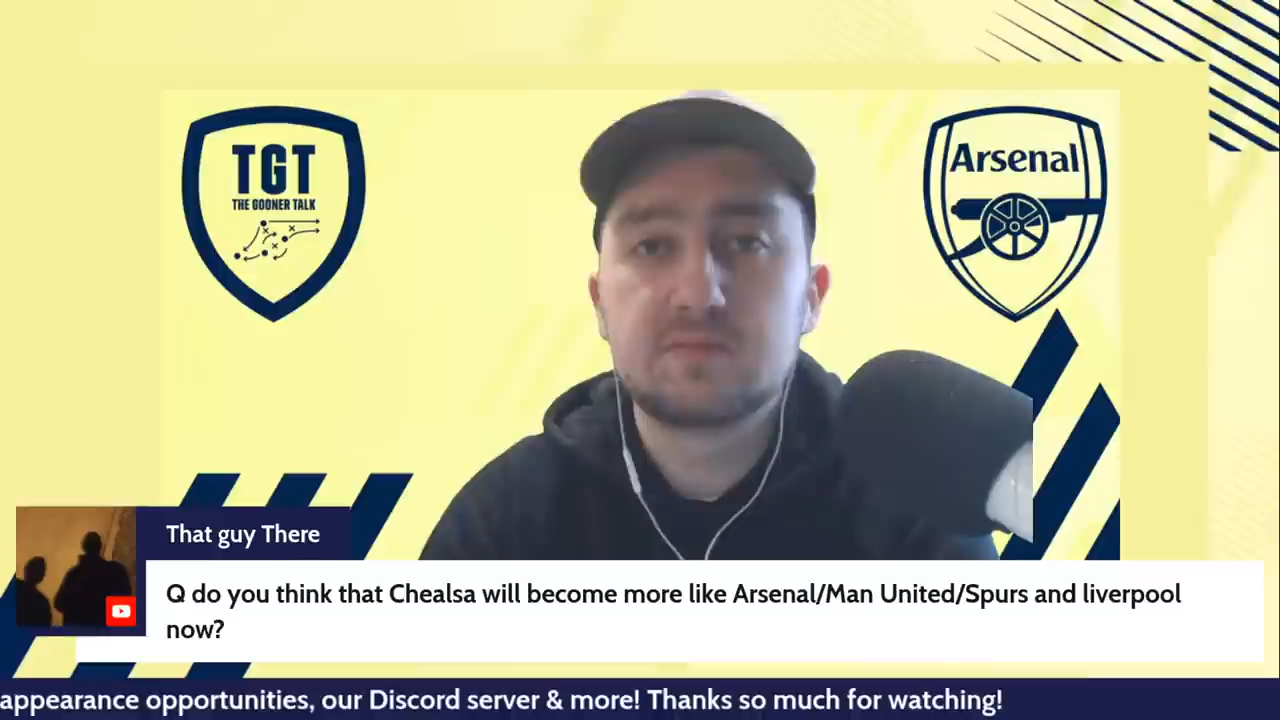 TGT
THE GOONER TALK
Arsenal
That guy There
Q do you think that Chealsa will become more like Arsenal/Man United/Spurs and liverpool
now?
appearance opportunities, our Discord server & more! Thanks so much for watching!